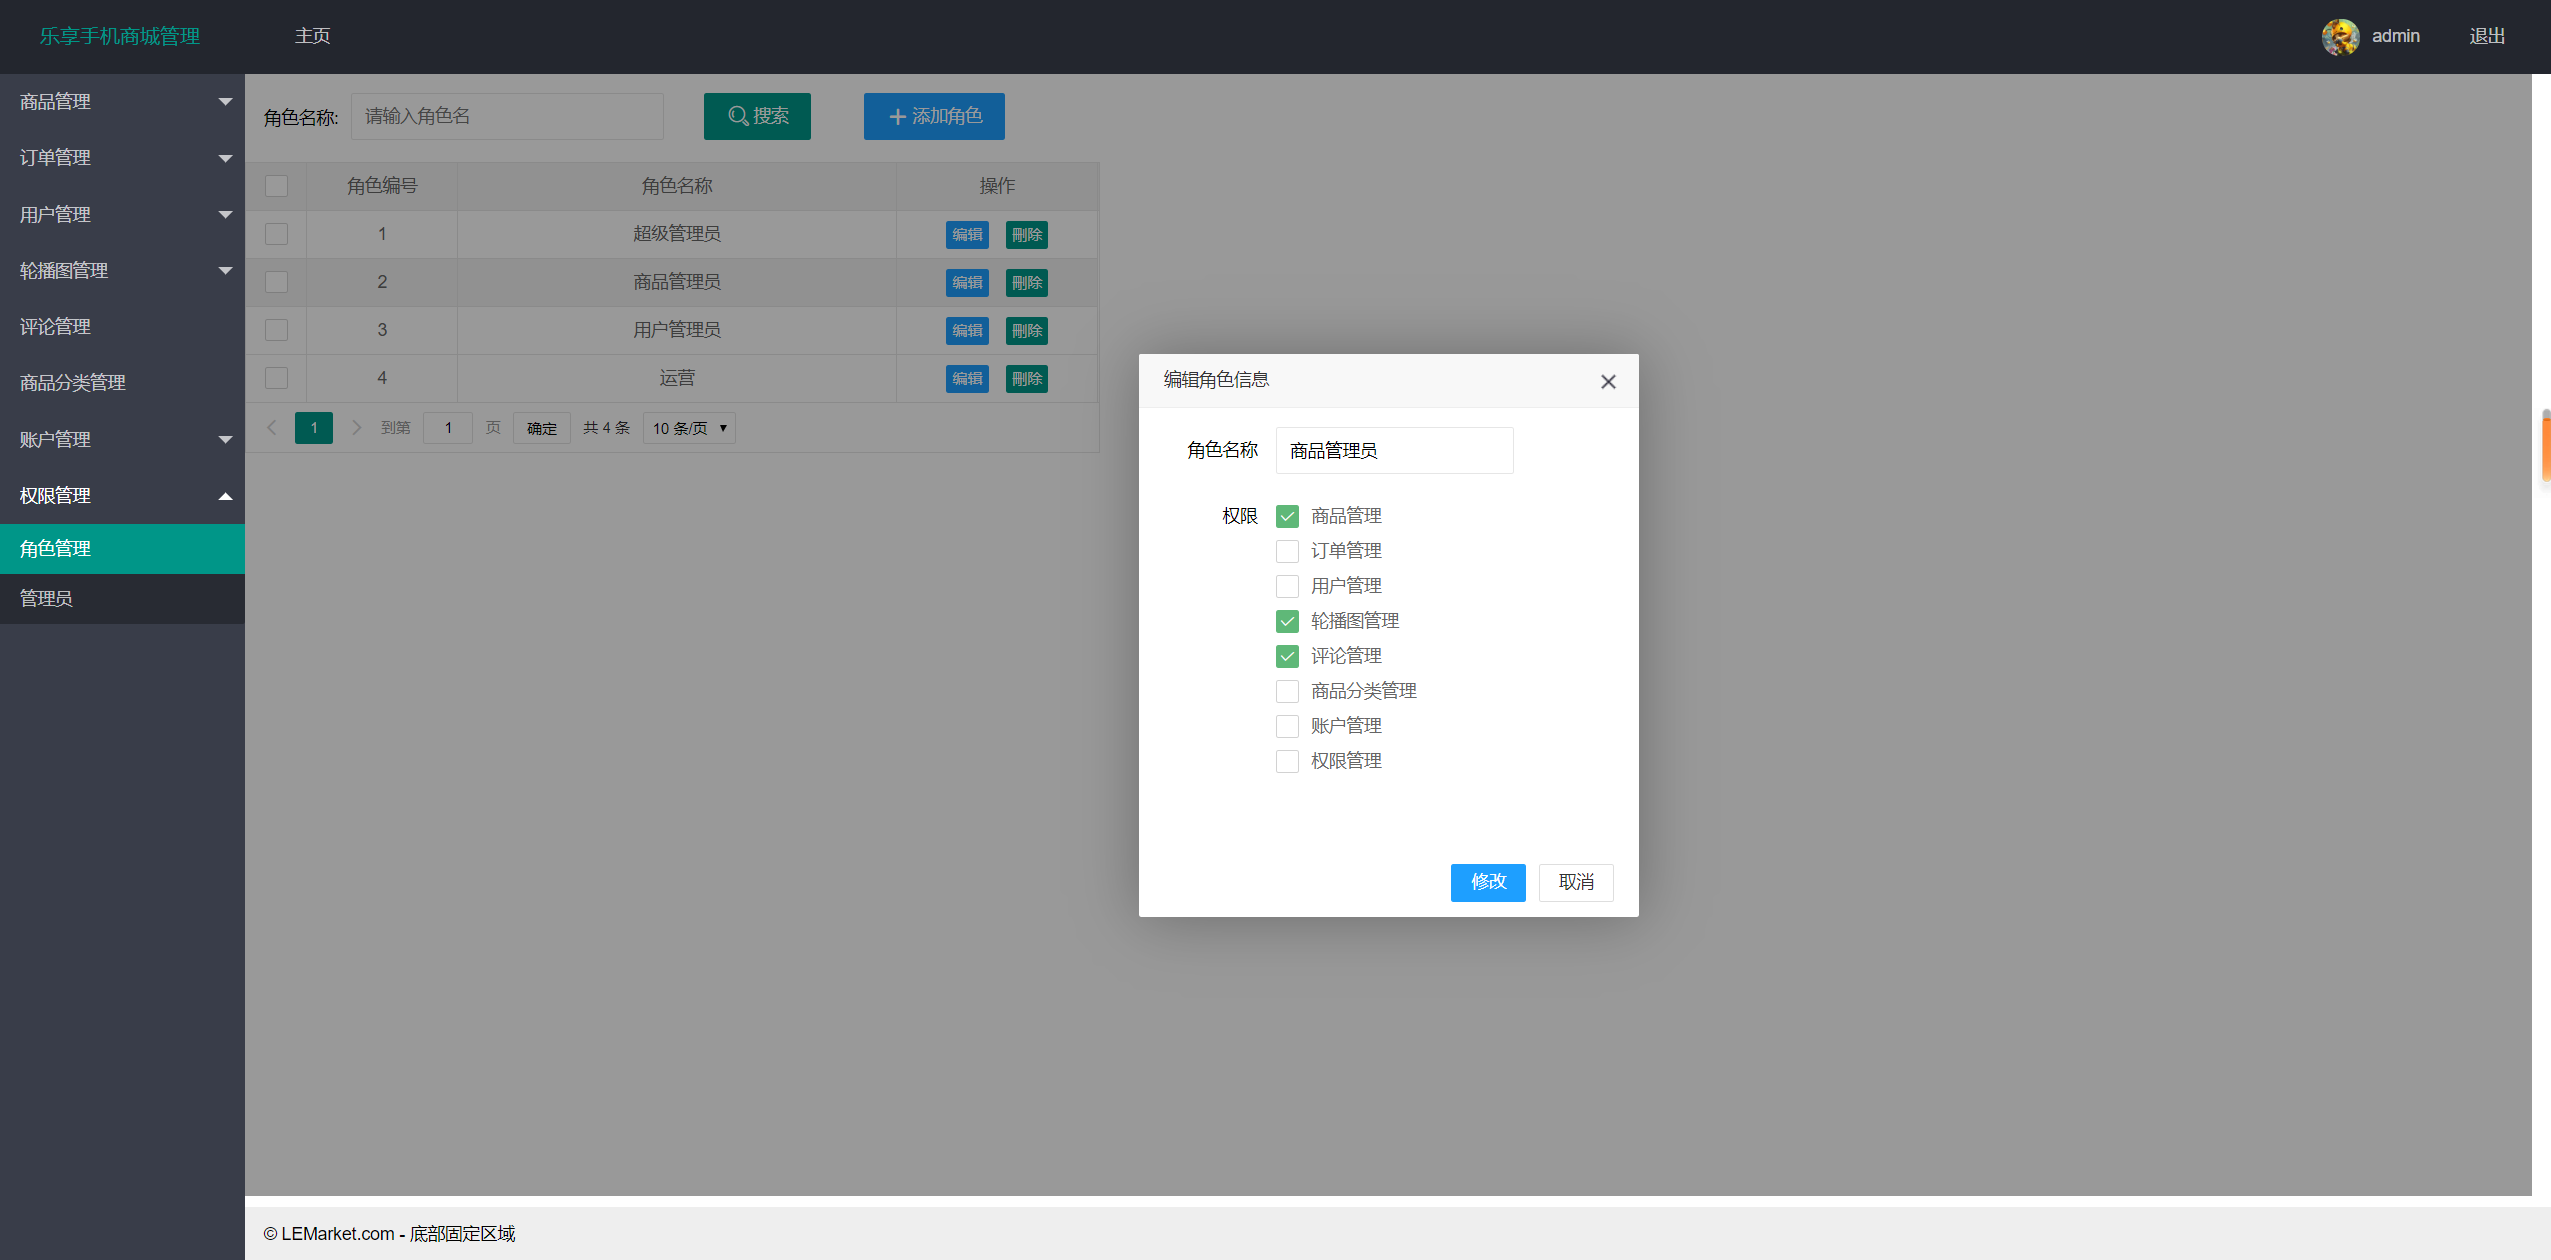 乐享手机商城管理 主页 admin 退出
商品管理
订单管理
用户管理
轮播图管理
评论管理
商品分类管理
账户管理
权限管理
角色管理
管理员
角色名称: 请输入角色名 搜索 添加角色
角色编号 角色名称 操作
1 超级管理员 编辑 刪除
2 商品管理员 编辑 刪除
3 用户管理员 编辑 刪除
4 运营 编辑 刪除
1 到第 1 页 确定 共 4 条 10 条/页
编辑角色信息
角色名称 商品管理员
权限 商品管理
订单管理
用户管理
轮播图管理
评论管理
商品分类管理
账户管理
权限管理
修改 取消
© LEMarket.com - 底部固定区域